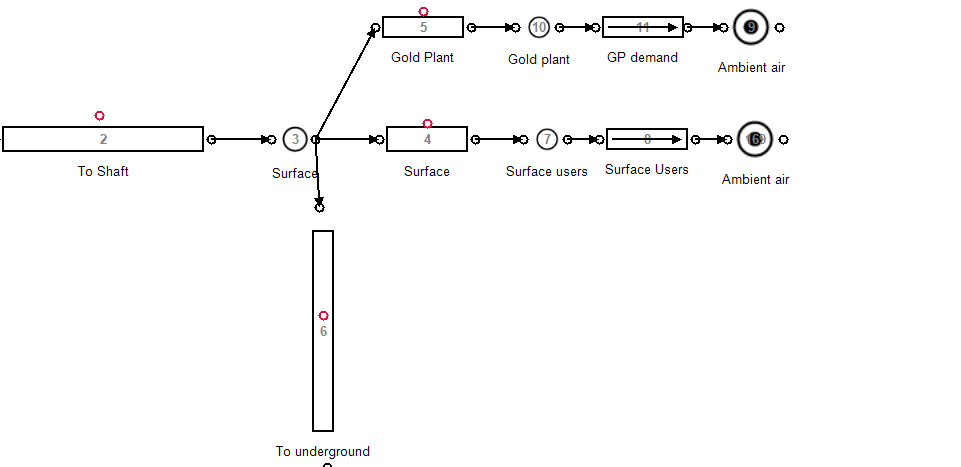 5
10
11
9
Gold Plant
Gold plant
GP demand
Ambient air
2
3
4
7
8
To Shaft
Surface
Surface
Surface users
Surface Users
Ambient air
6
To underground